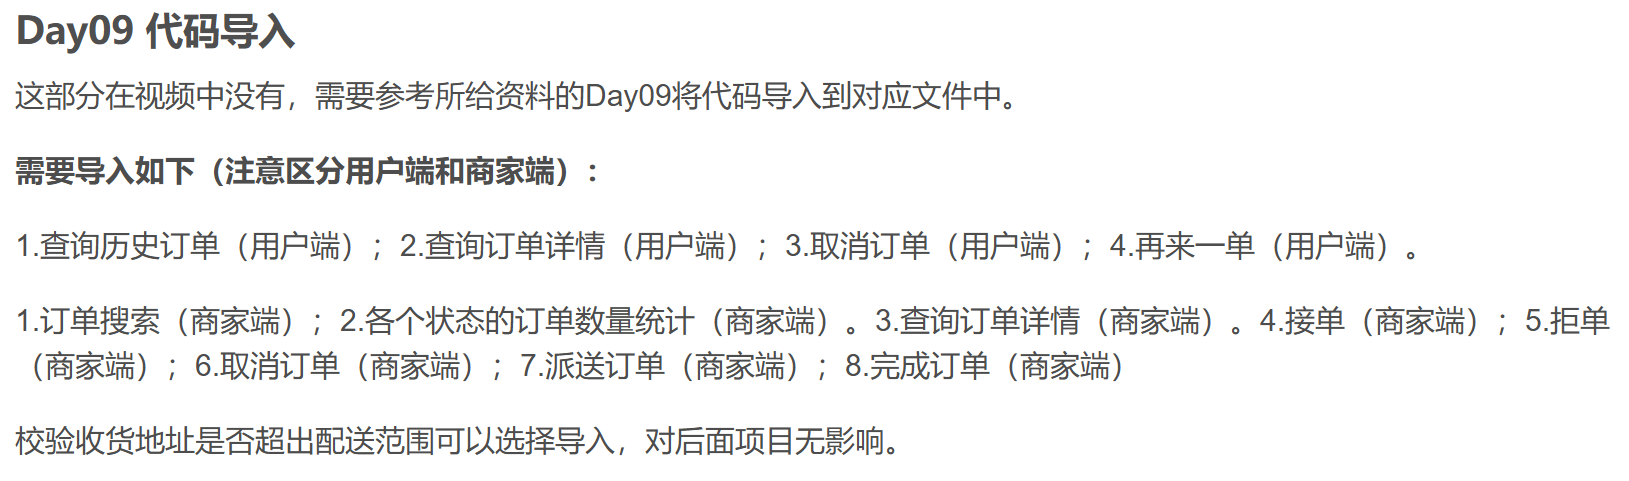 Day09 代码导入
这部分在视频中没有，需要参考所给资料的Day09将代码导入到对应文件中。
需要导入如下（注意区分用户端和商家端）：
1.查询历史订单（用户端）；2.查询订单详情（用户端）；3.取消订单（用户端）；4.再来一单（用户端）。
1.订单搜索（商家端）；2.各个状态的订单数量统计（商家端）。3.查询订单详情（商家端）。4.接单（商家端）；5.拒单
（商家端）；6.取消订单（商家端）；7.派送订单（商家端）；8.完成订单（商家端）
校验收货地址是否超出配送范围可以选择导入，对后面项目无影响。